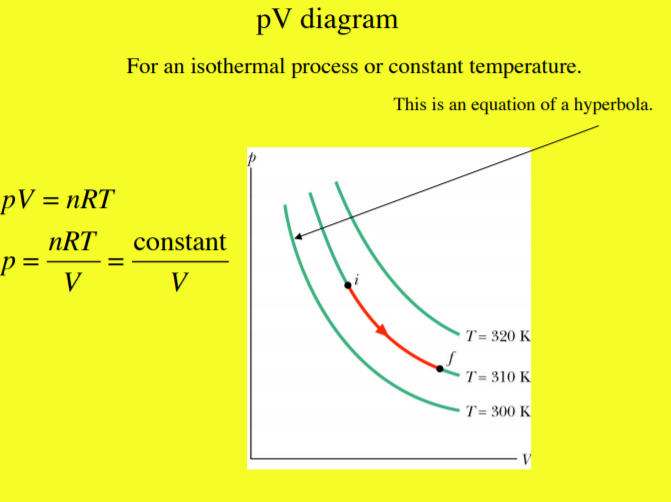 pV diagram
For an isothermal process or constant temperature.
This is an equation of a hyperbola.
pV = nRT
p = nRT/V = constant/V
p
i
f
T = 320 K
T = 310 K
T = 300 K
V